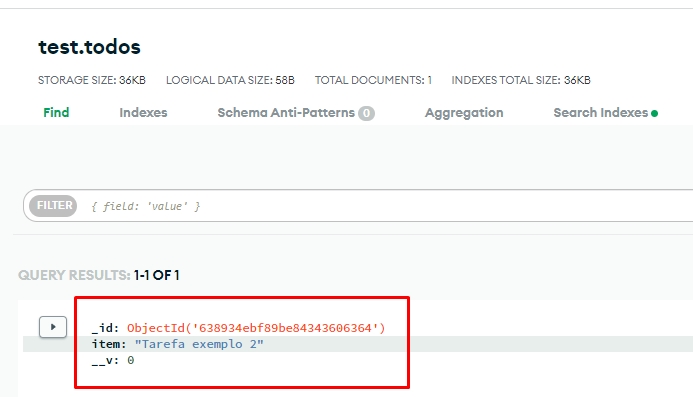 test.todos
STORAGE SIZE: 36KB LOGICAL DATA SIZE: 58B TOTAL DOCUMENTS: 1 INDEXES TOTAL SIZE: 36KB
Find Indexes Schema Anti-Patterns 0 Aggregation Search Indexes
FILTER { field: 'value' }
QUERY RESULTS: 1-1 OF 1
_id: ObjectId('638934ebf89be84343606364')
item: "Tarefa exemplo 2"
__v: 0